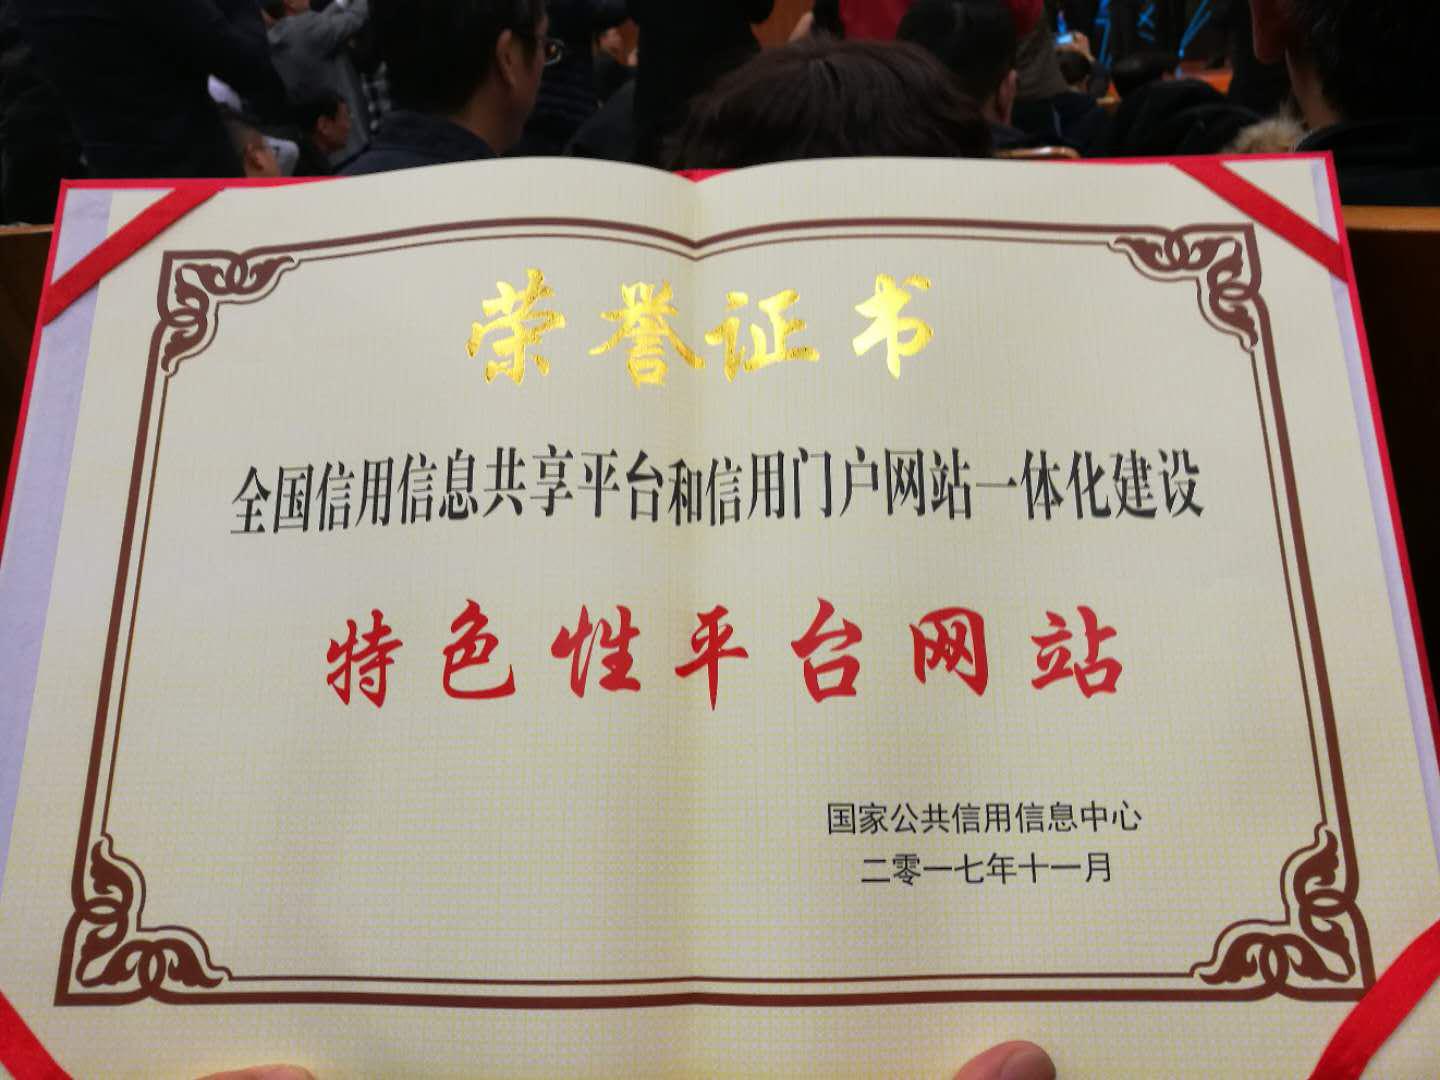 荣誉证书
全国信用信息共享平台和信用门户网站一体化建设
特色性平台网站
国家公共信用信息中心
二零一七年十一月